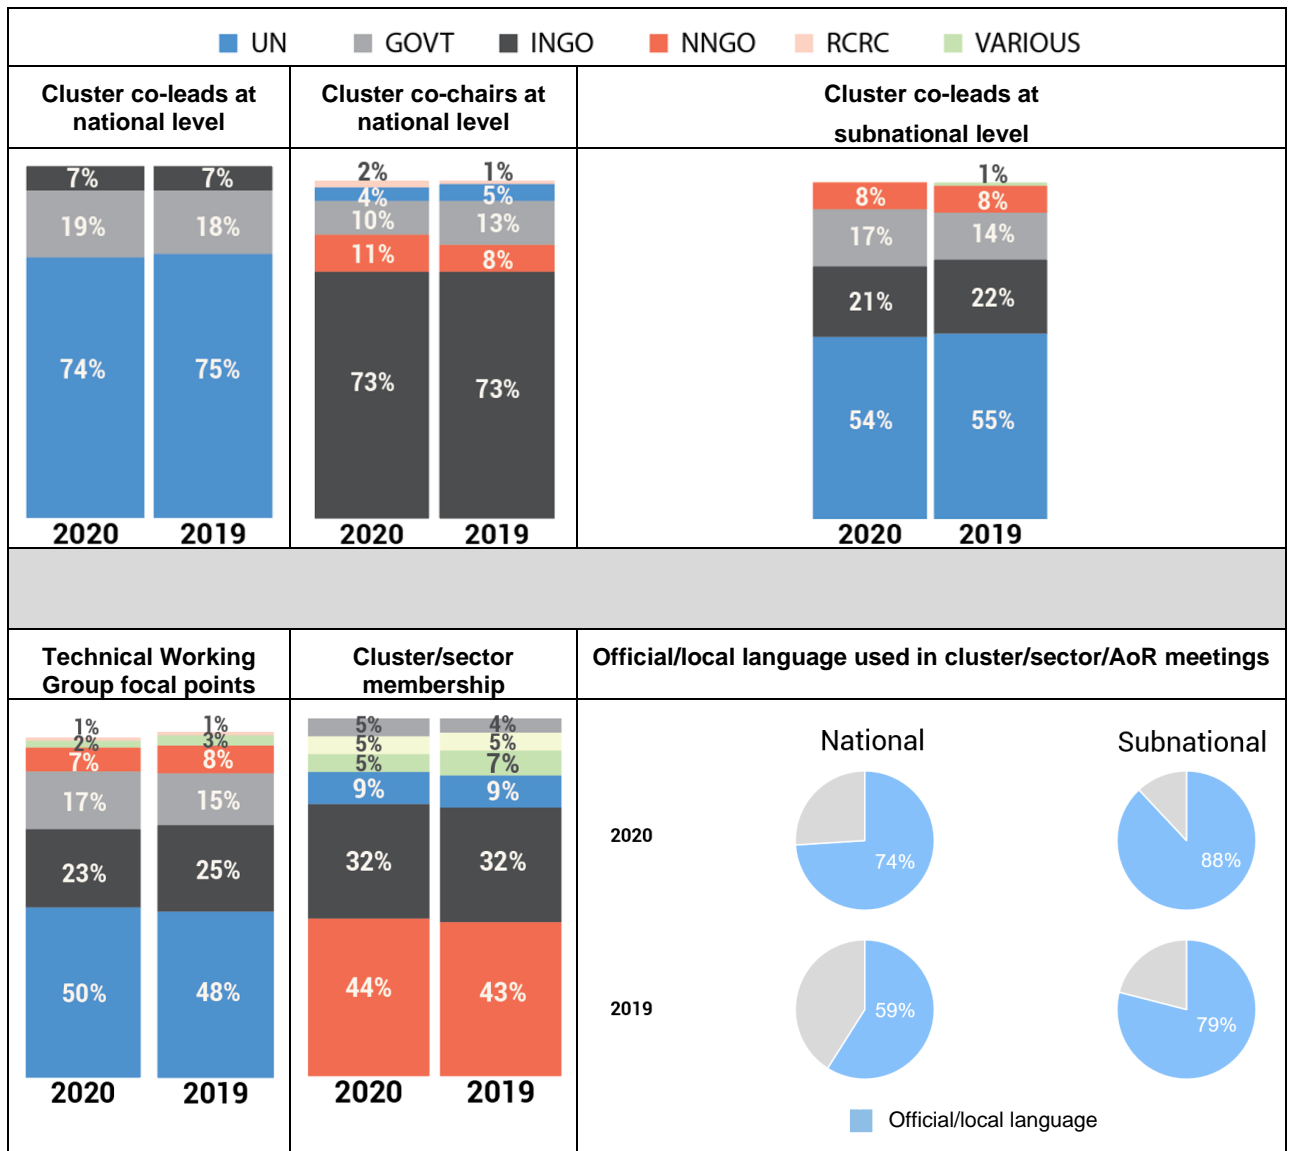 UN GOVT INGO NNGO RCRC VARIOUS
Cluster co-leads at
national level
Cluster co-chairs at
national level
Cluster co-leads at
subnational level
7% 7%
19% 18%
74% 75%
2020 2019
2% 1%
4% 5%
10% 13%
11% 8%
73% 73%
2020 2019
1%
8% 8%
17% 14%
21% 22%
54% 55%
2020 2019
Technical Working
Group focal points
Cluster/sector
membership
Official/local language used in cluster/sector/AoR meetings
1% 1%
2% 3%
7% 8%
17% 15%
23% 25%
50% 48%
2020 2019
5% 4%
5% 5%
5% 7%
9% 9%
32% 32%
44% 43%
2020 2019
National Subnational
2020
74% 88%
2019
59% 79%
Official/local language